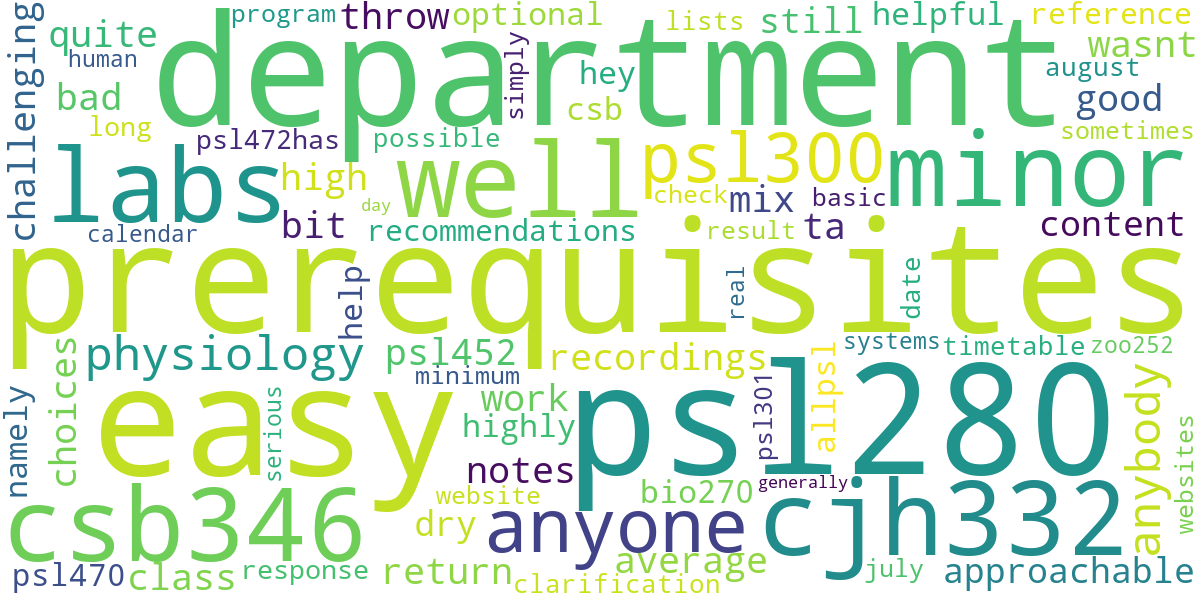 program
throw
optional
lists
still
helpful
reference
quite
department
wasnt
human
simply
hey
august
challenging
bad
csb
good
long
psl472has
possible
psl300
sometimes
labs
well
minor
high
check
mix
basic
day
calendar
bit
recommendations
result
ta
content
prerequisites
help
real
date
physiology
psl452
recordings
systems
timetable
zoo252
choices
minimum
namely
easy
serious
work
highly
psl280
psl301
allpsl
anybody
notes
generally
csb346
website
bio270
cjh332
websites
dry
anyone
average
psl470
class
response
return
clarification
july
approachable